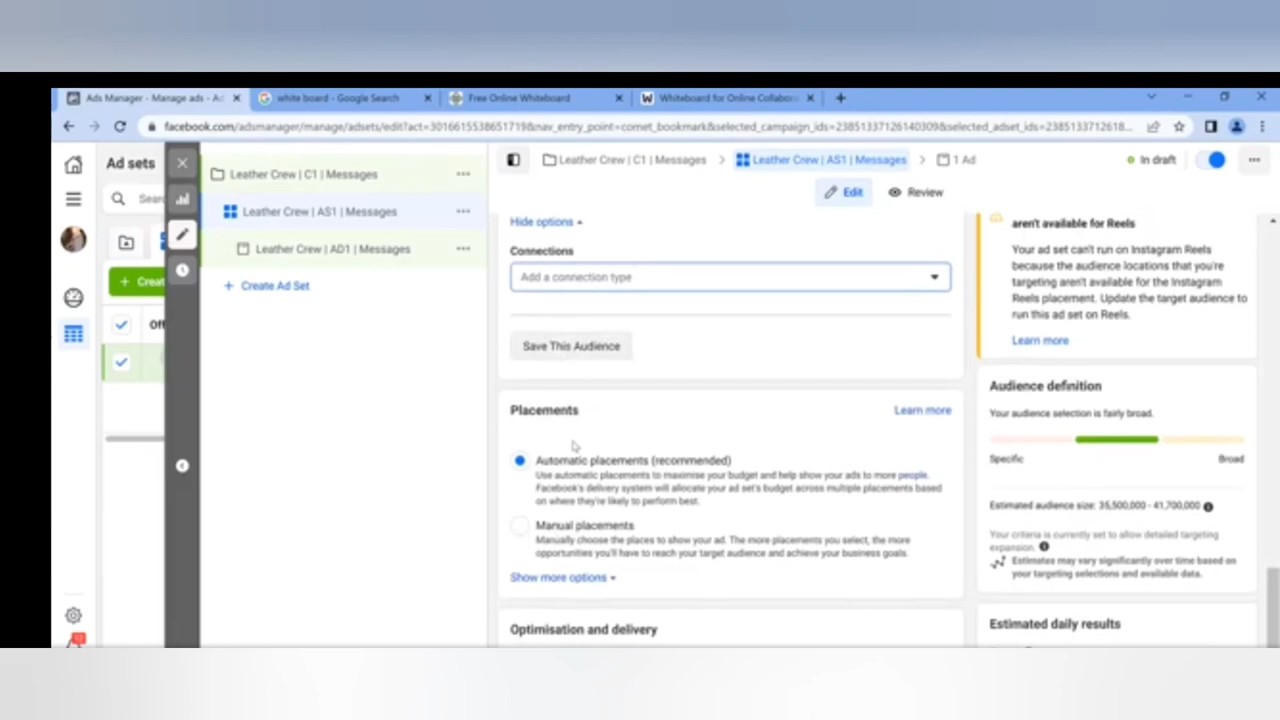 Ads Manager - Manage ads - Ad
white board - Google Search
Free Online Whiteboard
Whiteboard for Online Collabora
facebook.com/adsmanager/manage/adsets/edit?act=3016615538651719&nav_entry_point=comet_bookmark&selected_campaign_ids=23851337126140309&selected_adset_ids=2385133712618...
Ad sets
Sear
Creat
Off
Leather Crew | C1 | Messages
Leather Crew | AS1 | Messages
Leather Crew | AD1 | Messages
+ Create Ad Set
Leather Crew | C1 | Messages > Leather Crew | AS1 | Messages > 1 Ad
In draft
Edit
Review
Hide options
Connections
Add a connection type
Save This Audience
Placements
Learn more
Automatic placements (recommended)
Use automatic placements to maximise your budget and help show your ads to more people.
Facebook's delivery system will allocate your ad set's budget across multiple placements based
on where they're likely to perform best.
Manual placements
Manually choose the places to show your ad. The more placements you select, the more
opportunities you'll have to reach your target audience and achieve your business goals.
Show more options
Optimisation and delivery
aren't available for Reels
Your ad set can't run on Instagram Reels
because the audience locations that you're
targeting aren't available for the Instagram
Reels placement. Update the target audience to
run this ad set on Reels.
Learn more
Audience definition
Your audience selection is fairly broad.
Specific
Broad
Estimated audience size: 35,500,000 - 41,700,000
Your criteria is currently set to allow detailed targeting
expansion.
Estimates may vary significantly over time based on
your targeting selections and available data.
Estimated daily results